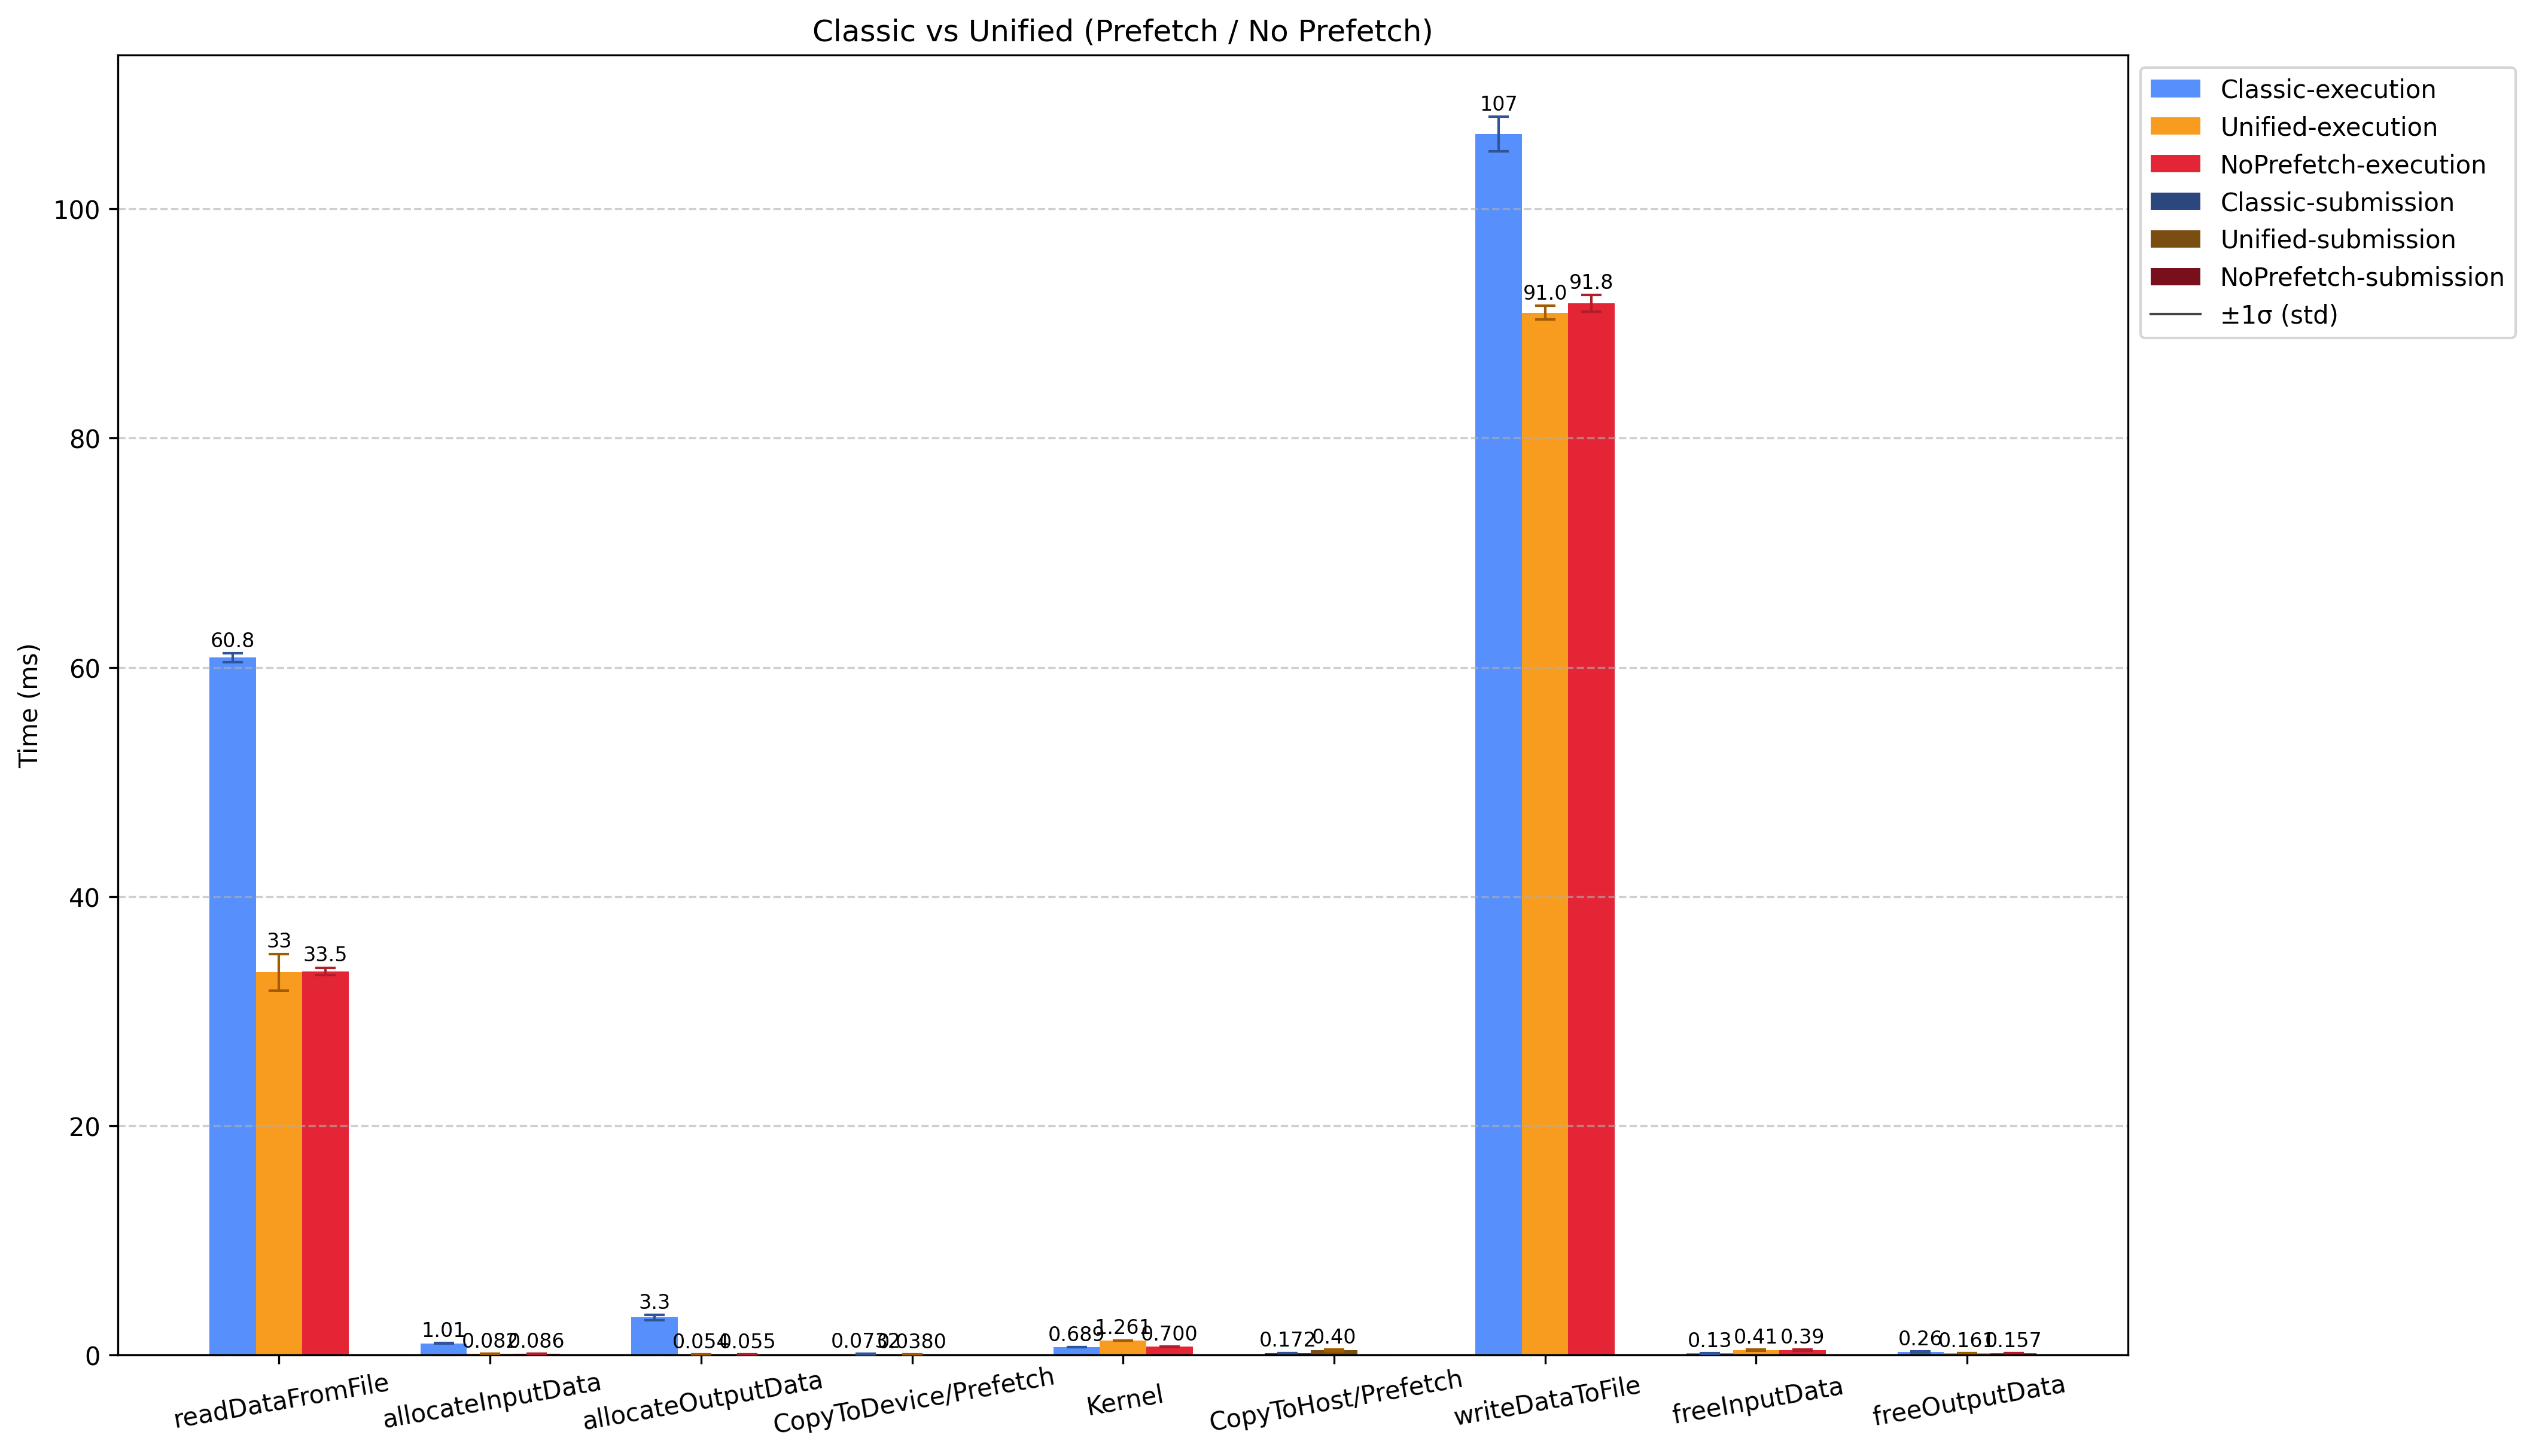 Classic vs Unified (Prefetch / No Prefetch)
Classic-execution
Unified-execution
NoPrefetch-execution
Classic-submission
Unified-submission
NoPrefetch-submission
±1σ (std)
Time (ms)
100
80
60
40
20
0
60.8
33
33.5
1.01
0.082
0.086
3.3
0.054
0.055
0.0732
0.0380
0.689
1.261
0.700
0.172
0.40
107
91.0
91.8
0.13
0.41
0.39
0.26
0.161
0.157
readDataFromFile
allocateInputData
allocateOutputData
CopyToDevice/Prefetch
Kernel
CopyToHost/Prefetch
writeDataToFile
freeInputData
freeOutputData